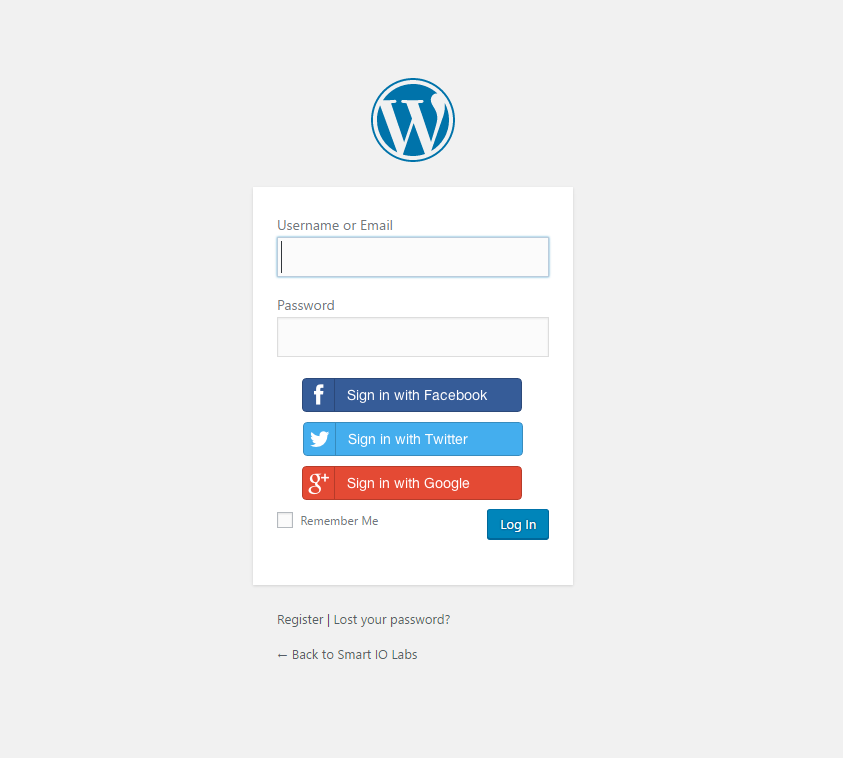 Username or Email
Password
Sign in with Facebook
Sign in with Twitter
Sign in with Google
Remember Me
Log In
Register | Lost your password?
← Back to Smart IO Labs